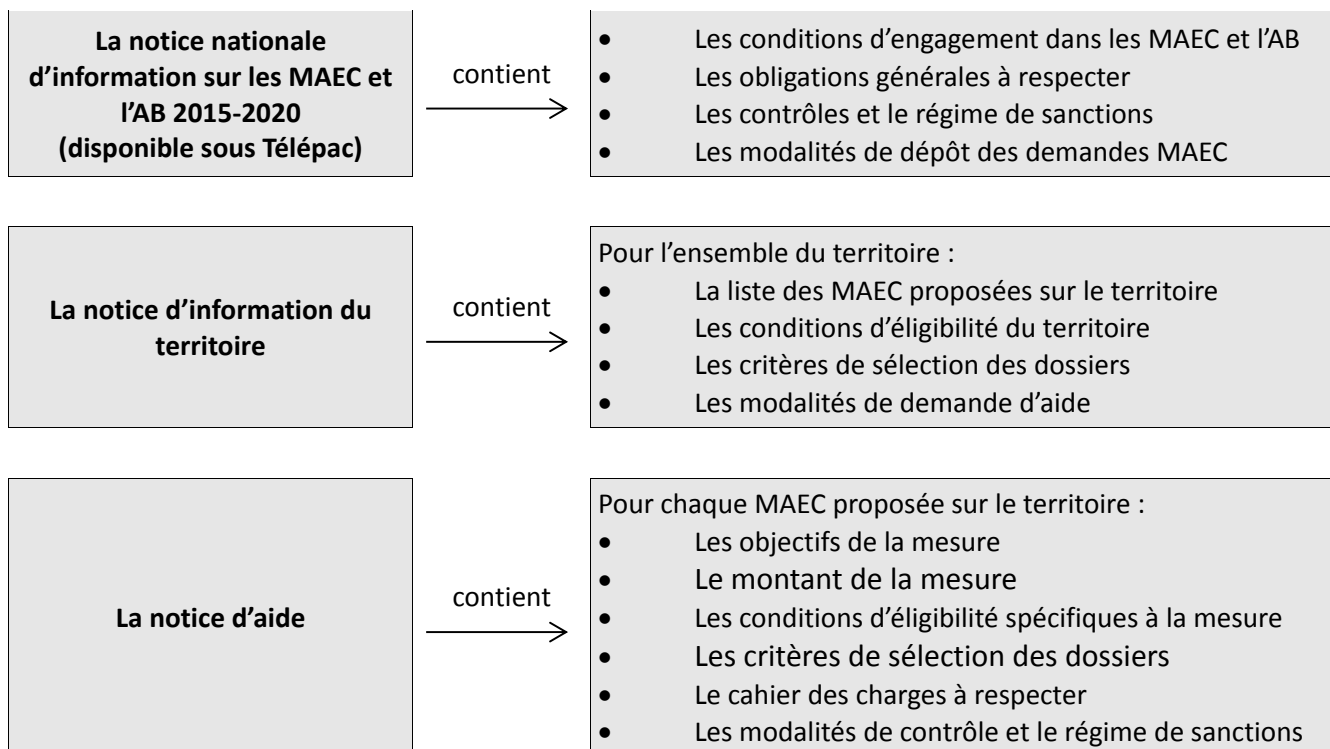 La notice nationale
d’information sur les MAEC et
l’AB 2015-2020
(disponible sous Télépac)
contient
• Les conditions d’engagement dans les MAEC et l’AB
• Les obligations générales à respecter
• Les contrôles et le régime de sanctions
• Les modalités de dépôt des demandes MAEC
La notice d’information du
territoire
contient
Pour l’ensemble du territoire :
• La liste des MAEC proposées sur le territoire
• Les conditions d’éligibilité du territoire
• Les critères de sélection des dossiers
• Les modalités de demande d’aide
La notice d’aide
contient
Pour chaque MAEC proposée sur le territoire :
• Les objectifs de la mesure
• Le montant de la mesure
• Les conditions d’éligibilité spécifiques à la mesure
• Les critères de sélection des dossiers
• Le cahier des charges à respecter
• Les modalités de contrôle et le régime de sanctions